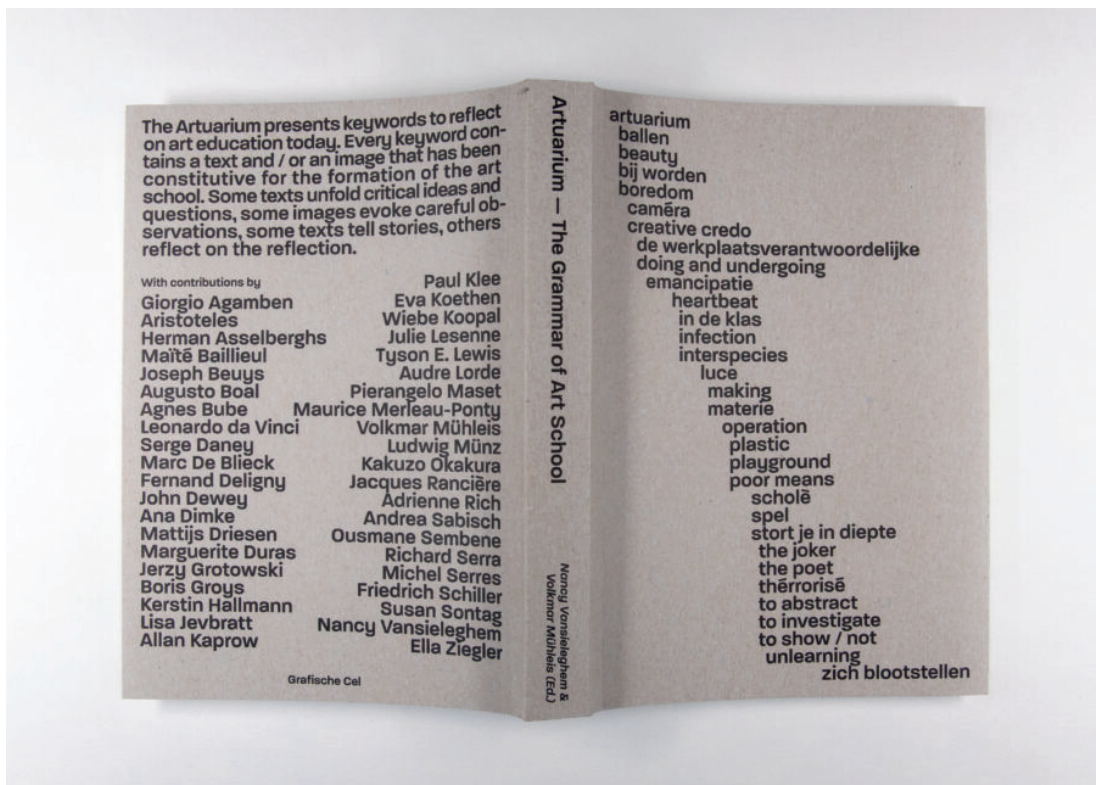 The Artuarium presents keywords to reflect
on art education today. Every keyword con-
tains a text and / or an image that has been
constitutive for the formation of the art
school. Some texts unfold critical ideas and
questions, some images evoke careful ob-
servations, some texts tell stories, others
reflect on the reflection.
With contributions by
Giorgio Agamben
Aristoteles
Herman Asselberghs
Maïté Baillieul
Joseph Beuys
Augusto Boal
Agnes Bube
Leonardo da Vinci
Serge Daney
Marc De Blieck
Fernand Deligny
John Dewey
Ana Dimke
Mattijs Driesen
Marguerite Duras
Jerzy Grotowski
Boris Groys
Kerstin Hallmann
Lisa Jevbratt
Allan Kaprow
Paul Klee
Eva Koethen
Wiebe Koopal
Julie Lesenne
Tyson E. Lewis
Audre Lorde
Pierangelo Maset
Maurice Merleau-Ponty
Volkmar Mühleis
Ludwig Münz
Kakuzo Okakura
Jacques Rancière
Adrienne Rich
Andrea Sabisch
Ousmane Sembene
Richard Serra
Michel Serres
Friedrich Schiller
Susan Sontag
Nancy Vansieleghem
Ella Ziegler
Grafische Cel
Artuarium — The Grammar of Art School
Nancy Vansieleghem &
Volkmar Mühleis (Ed.)
artuarium
ballen
beauty
bij worden
boredom
caméra
creative credo
de werkplaatsverantwoordelijke
doing and undergoing
emancipatie
heartbeat
in de klas
infection
interspecies
luce
making
materie
operation
plastic
playground
poor means
scholè
spel
stort je in diepte
the joker
the poet
thérrorisé
to abstract
to investigate
to show / not
unlearning
zich blootstellen